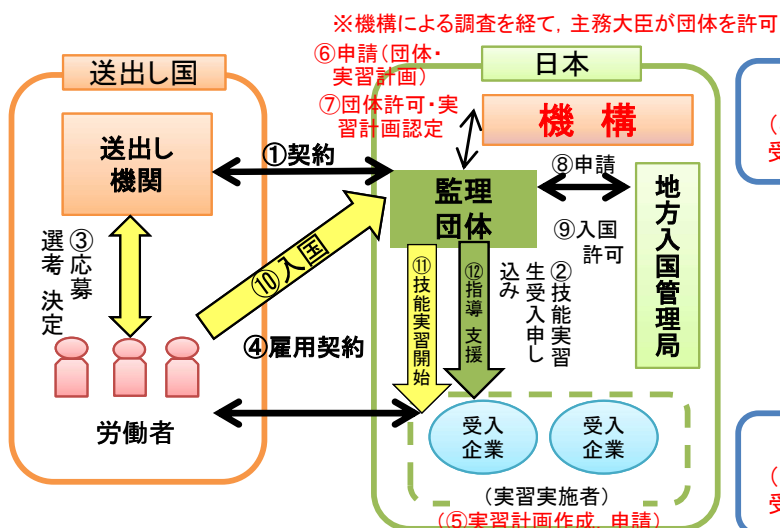 ※機構による調査を経て，主務大臣が団体を許可
⑥申請（団体・
実習計画）
⑦団体許可・実
習計画認定
送出し国
日本
機 構
送出し
機関
①契約
監理
団体
⑧申請
⑨入国
許可
地方入国管理局
③応募
選考 決定
⑩入国
⑪技能実習開始
⑫指導 支援
②技能実習
生受入申し
込み
④雇用契約
労働者
受入
企業
受入
企業
（実習実施者）
（⑤実習計画作成，申請）
（
受
（
受